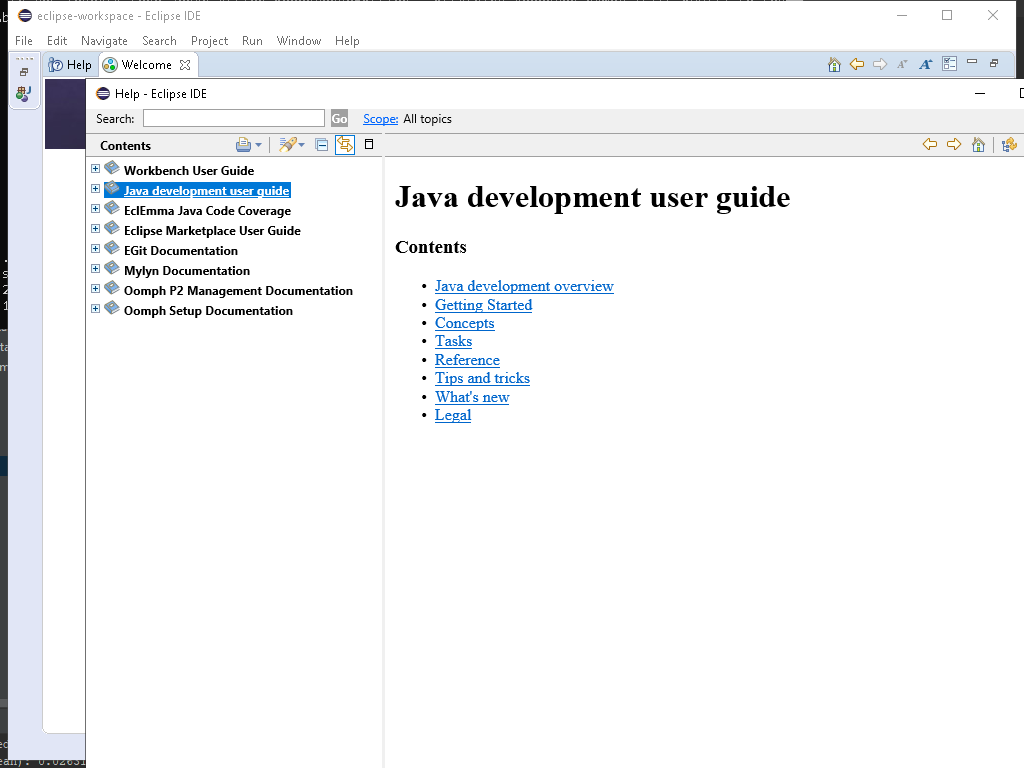 eclipse-workspace - Eclipse IDE
File Edit Navigate Search Project Run Window Help
Help Welcome
Help - Eclipse IDE
Search: Go Scope: All topics
Contents
Workbench User Guide
Java development user guide
EclEmma Java Code Coverage
Eclipse Marketplace User Guide
EGit Documentation
Mylyn Documentation
Oomph P2 Management Documentation
Oomph Setup Documentation
Java development user guide
Contents
• Java development overview
• Getting Started
• Concepts
• Tasks
• Reference
• Tips and tricks
• What's new
• Legal